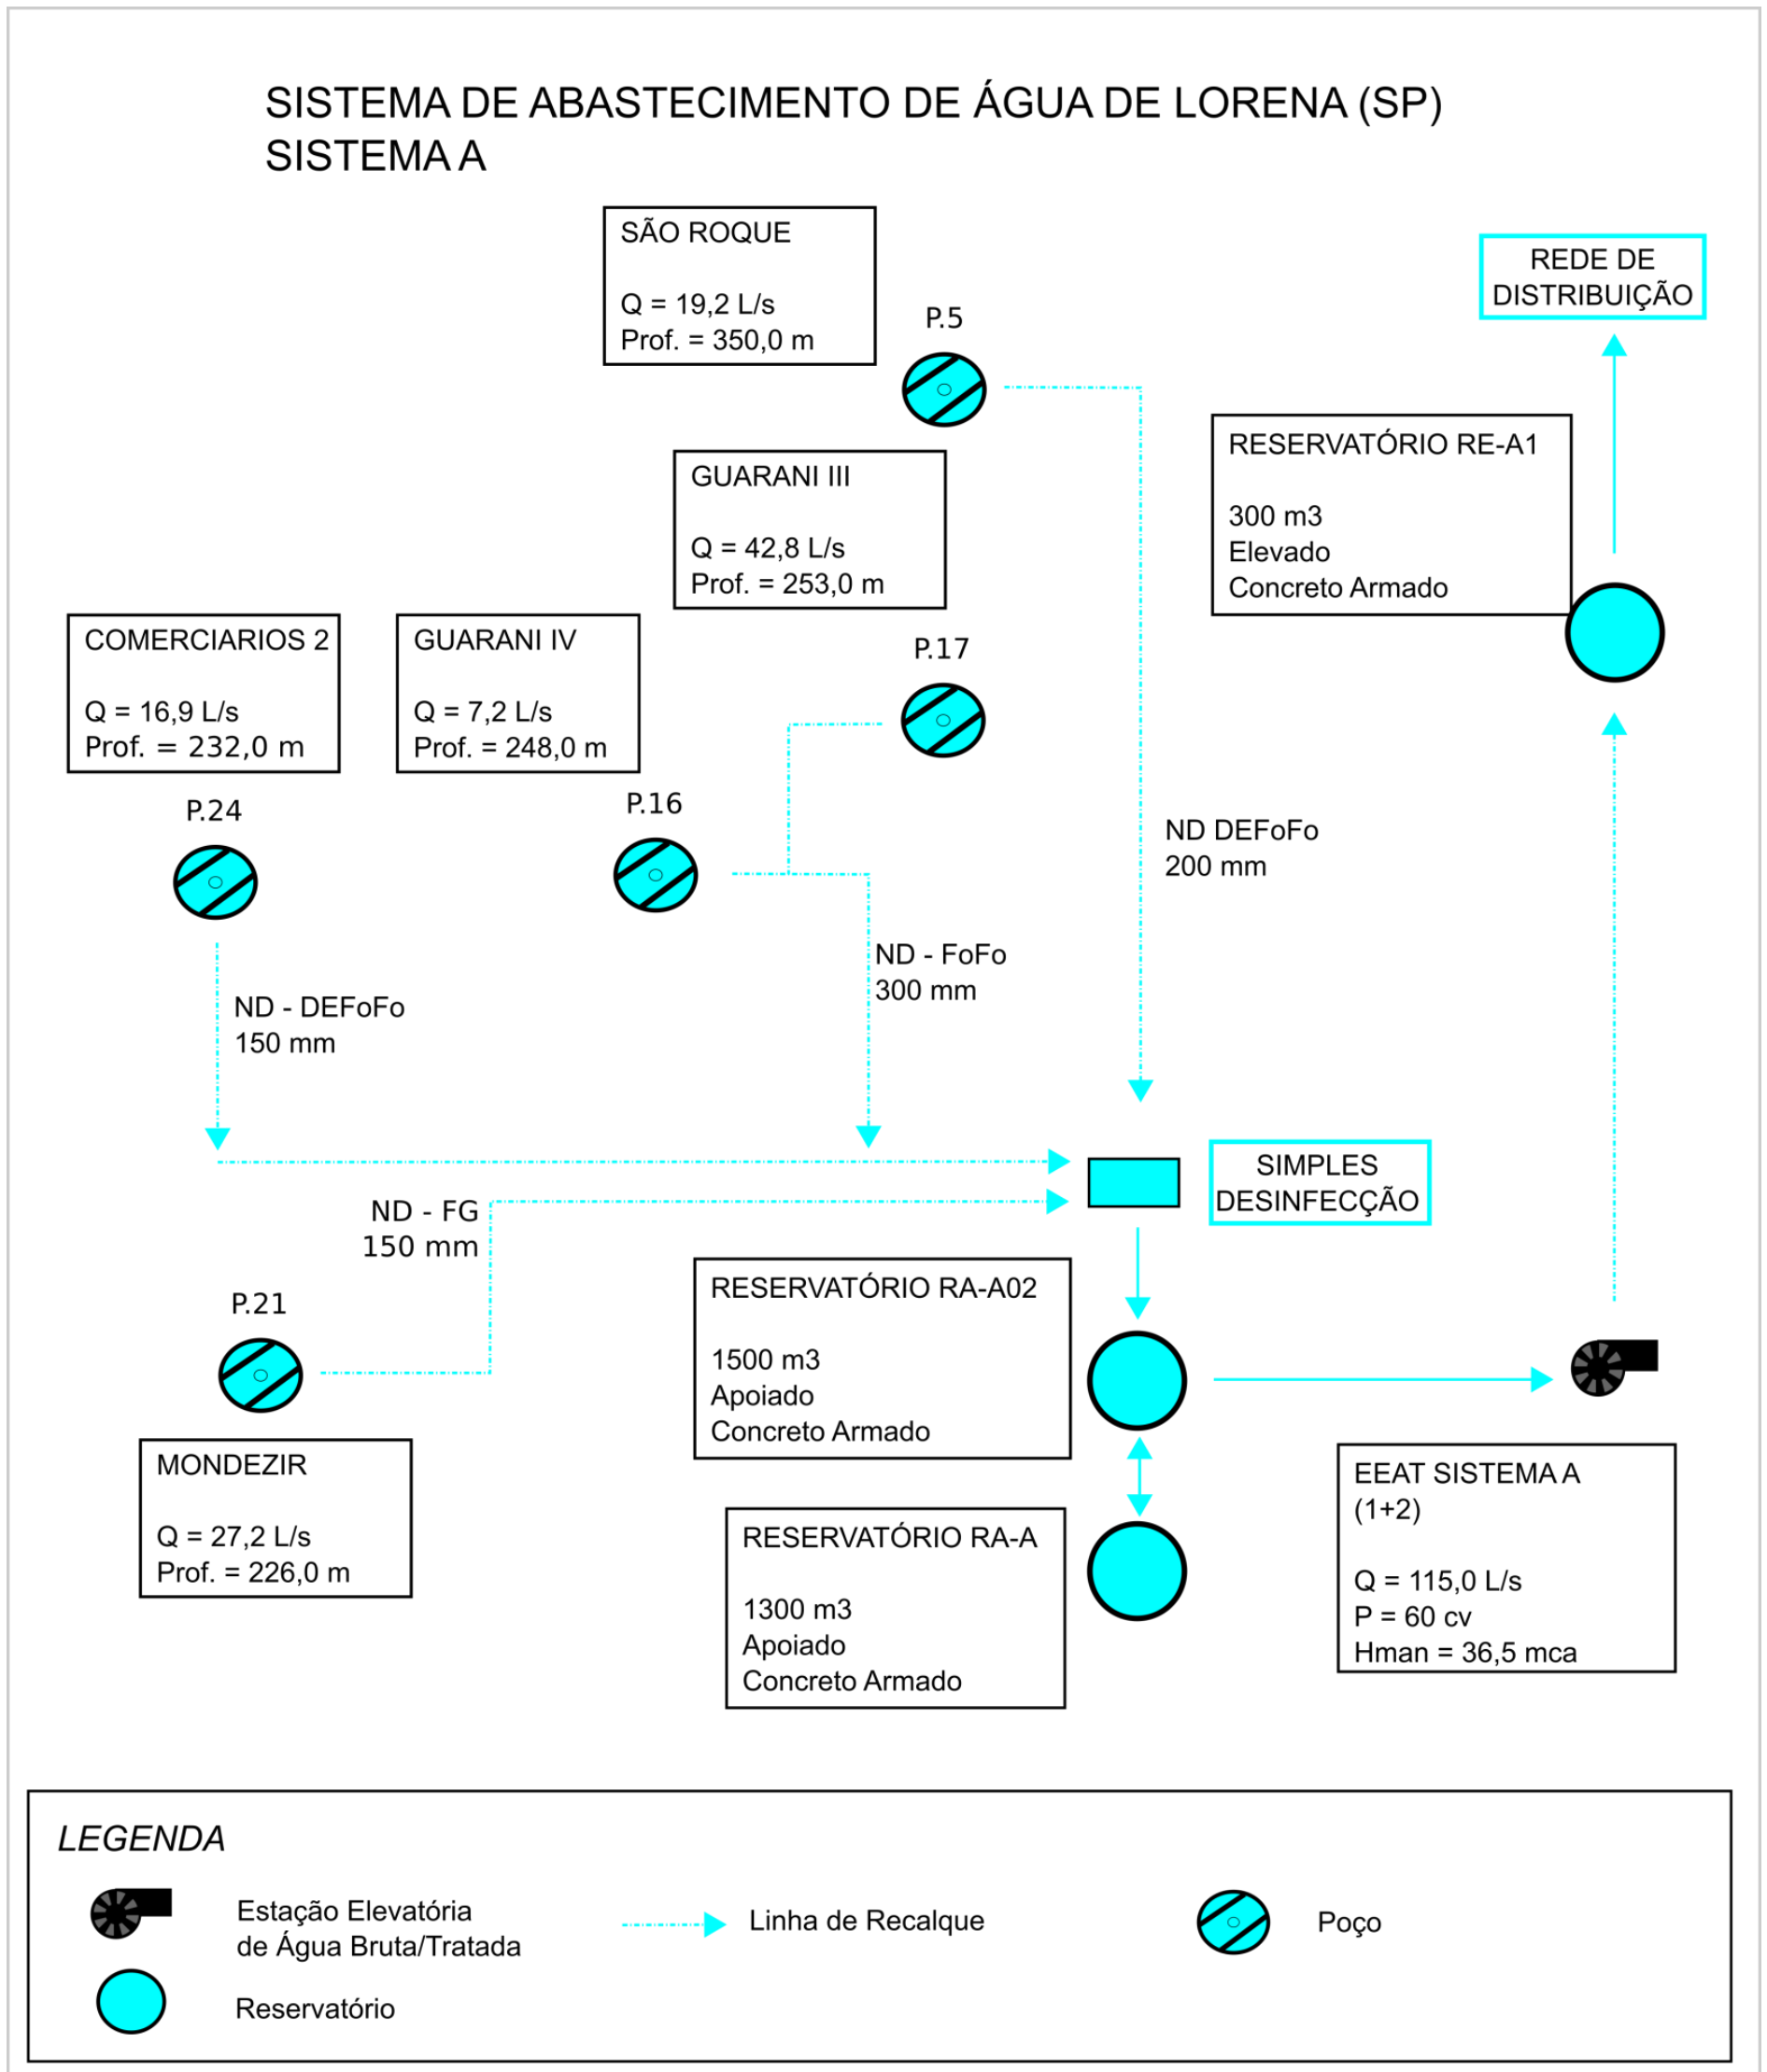 SISTEMA DE ABASTECIMENTO DE ÁGUA DE LORENA (SP)
SISTEMA A
SÃO ROQUE
Q = 19,2 L/s
Prof. = 350,0 m
P.5
REDE DE
DISTRIBUIÇÃO
RESERVATÓRIO RE-A1
300 m3
Elevado
Concreto Armado
GUARANI III
Q = 42,8 L/s
Prof. = 253,0 m
P.17
COMERCIARIOS 2
Q = 16,9 L/s
Prof. = 232,0 m
P.24
GUARANI IV
Q = 7,2 L/s
Prof. = 248,0 m
P.16
ND DEFoFo
200 mm
ND - FoFo
300 mm
ND - DEFoFo
150 mm
SIMPLES
DESINFECÇÃO
ND - FG
150 mm
P.21
MONDEZIR
Q = 27,2 L/s
Prof. = 226,0 m
RESERVATÓRIO RA-A02
1500 m3
Apoiado
Concreto Armado
RESERVATÓRIO RA-A
1300 m3
Apoiado
Concreto Armado
EEAT SISTEMA A
(1+2)
Q = 115,0 L/s
P = 60 cv
Hman = 36,5 mca
LEGENDA
Estação Elevatória
de Água Bruta/Tratada
Linha de Recalque
Poço
Reservatório